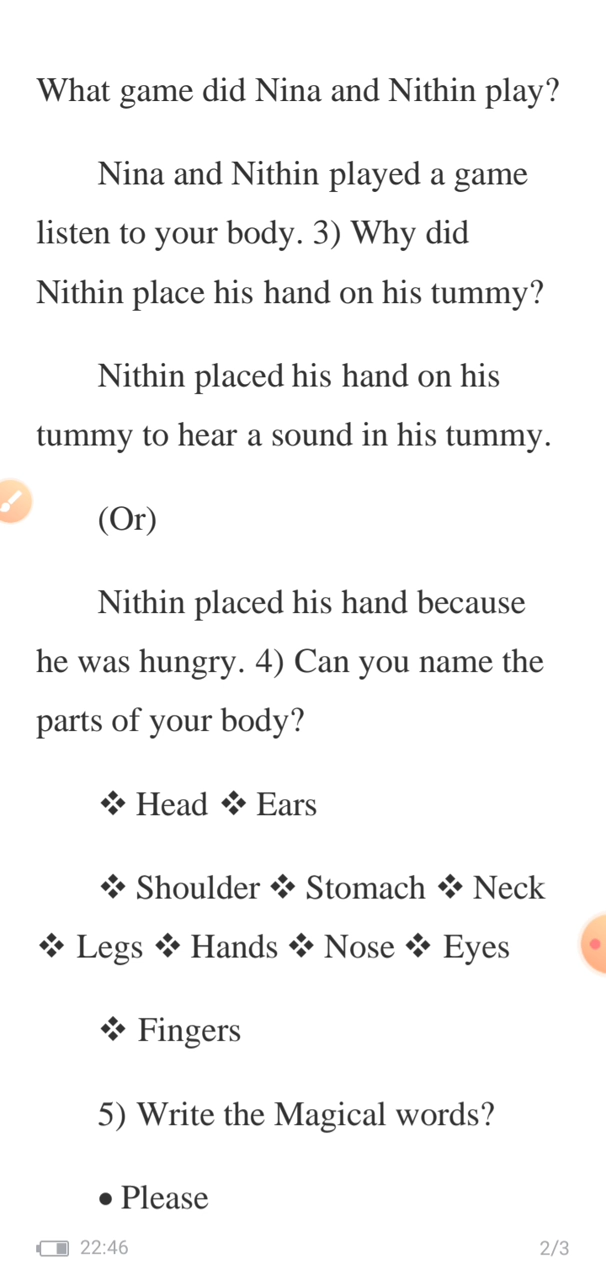 What game did Nina and Nithin play?
Nina and Nithin played a game
listen to your body. 3) Why did
Nithin place his hand on his tummy?
Nithin placed his hand on his
tummy to hear a sound in his tummy.
(Or)
Nithin placed his hand because
he was hungry. 4) Can you name the
parts of your body?
❖ Head ❖ Ears
❖ Shoulder ❖ Stomach ❖ Neck
❖ Legs ❖ Hands ❖ Nose ❖ Eyes
❖ Fingers
5) Write the Magical words?
• Please
22:46 2/3